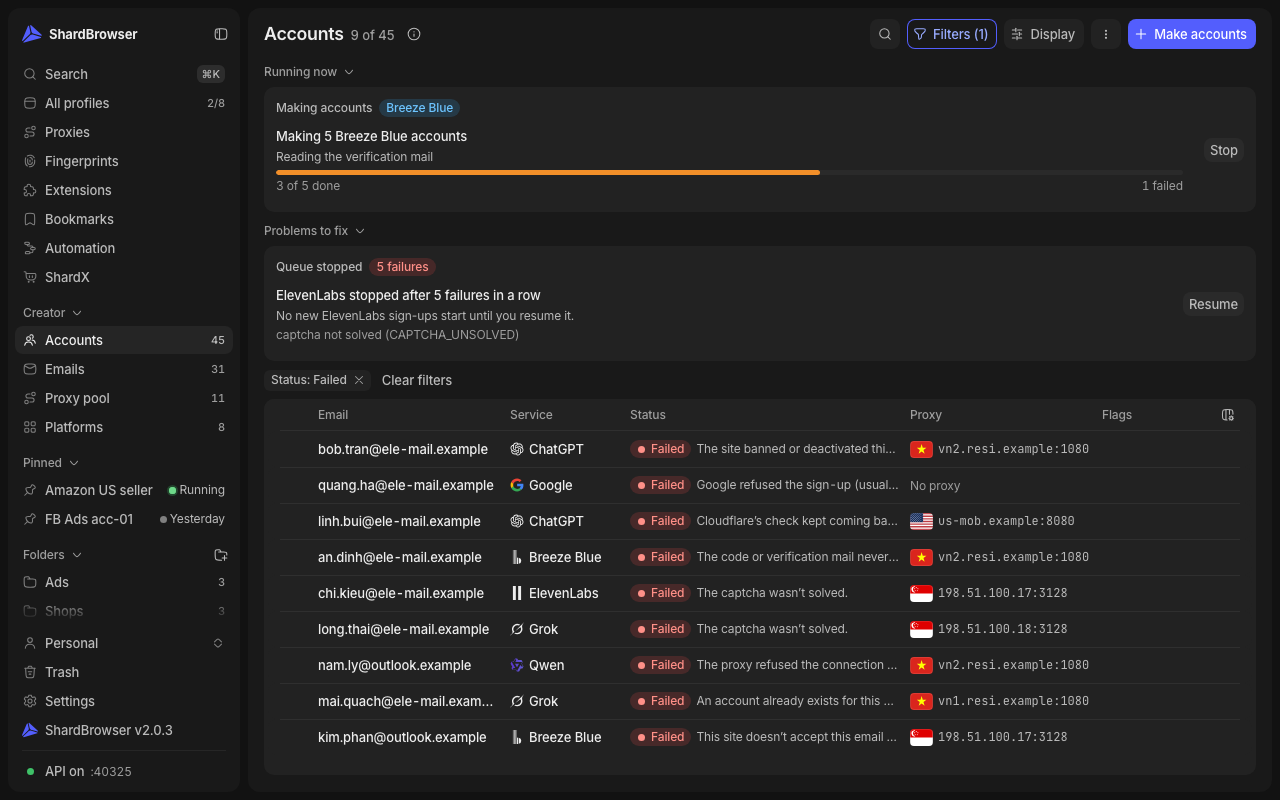 ShardBrowser
Search ⌘K
All profiles 2/8
Proxies
Fingerprints
Extensions
Bookmarks
Automation
ShardX
Creator
Accounts 45
Emails 31
Proxy pool 11
Platforms 8
Pinned
Amazon US seller Running
FB Ads acc-01 Yesterday
Folders
Ads 3
Shops 3
Personal
Trash
Settings
ShardBrowser v2.0.3
API on :40325
Accounts 9 of 45
Filters (1)
Display
Make accounts
Running now
Making accounts Breeze Blue
Making 5 Breeze Blue accounts
Reading the verification mail
Stop
3 of 5 done 1 failed
Problems to fix
Queue stopped 5 failures
ElevenLabs stopped after 5 failures in a row
No new ElevenLabs sign-ups start until you resume it.
Resume
captcha not solved (CAPTCHA_UNSOLVED)
Status: Failed Clear filters
Email Service Status Proxy Flags
bob.tran@ele-mail.example ChatGPT Failed The site banned or deactivated thi... vn2.resi.example:1080
quang.ha@ele-mail.example Google Failed Google refused the sign-up (usual... No proxy
linh.bui@ele-mail.example ChatGPT Failed Cloudflare's check kept coming ba... us-mob.example:8080
an.dinh@ele-mail.example Breeze Blue Failed The code or verification mail never... vn2.resi.example:1080
chi.kieu@ele-mail.example ElevenLabs Failed The captcha wasn't solved. 198.51.100.17:3128
long.thai@ele-mail.example Grok Failed The captcha wasn't solved. 198.51.100.18:3128
nam.ly@outlook.example Qwen Failed The proxy refused the connection ... vn2.resi.example:1080
mai.quach@ele-mail.exam... Grok Failed An account already exists for this ... vn1.resi.example:1080
kim.phan@outlook.example Breeze Blue Failed This site doesn't accept this email ... 198.51.100.17:3128